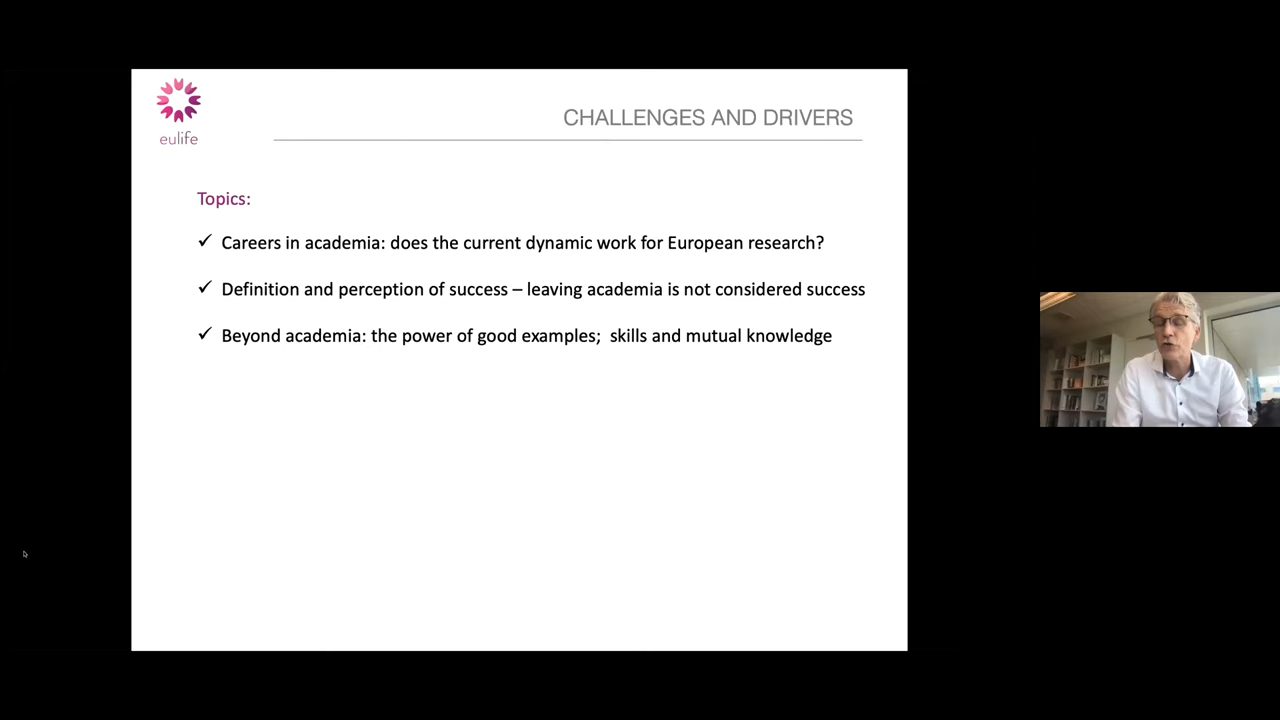 eulife
CHALLENGES AND DRIVERS
Topics:
✓ Careers in academia: does the current dynamic work for European research?
✓ Definition and perception of success – leaving academia is not considered success
✓ Beyond academia: the power of good examples;  skills and mutual knowledge